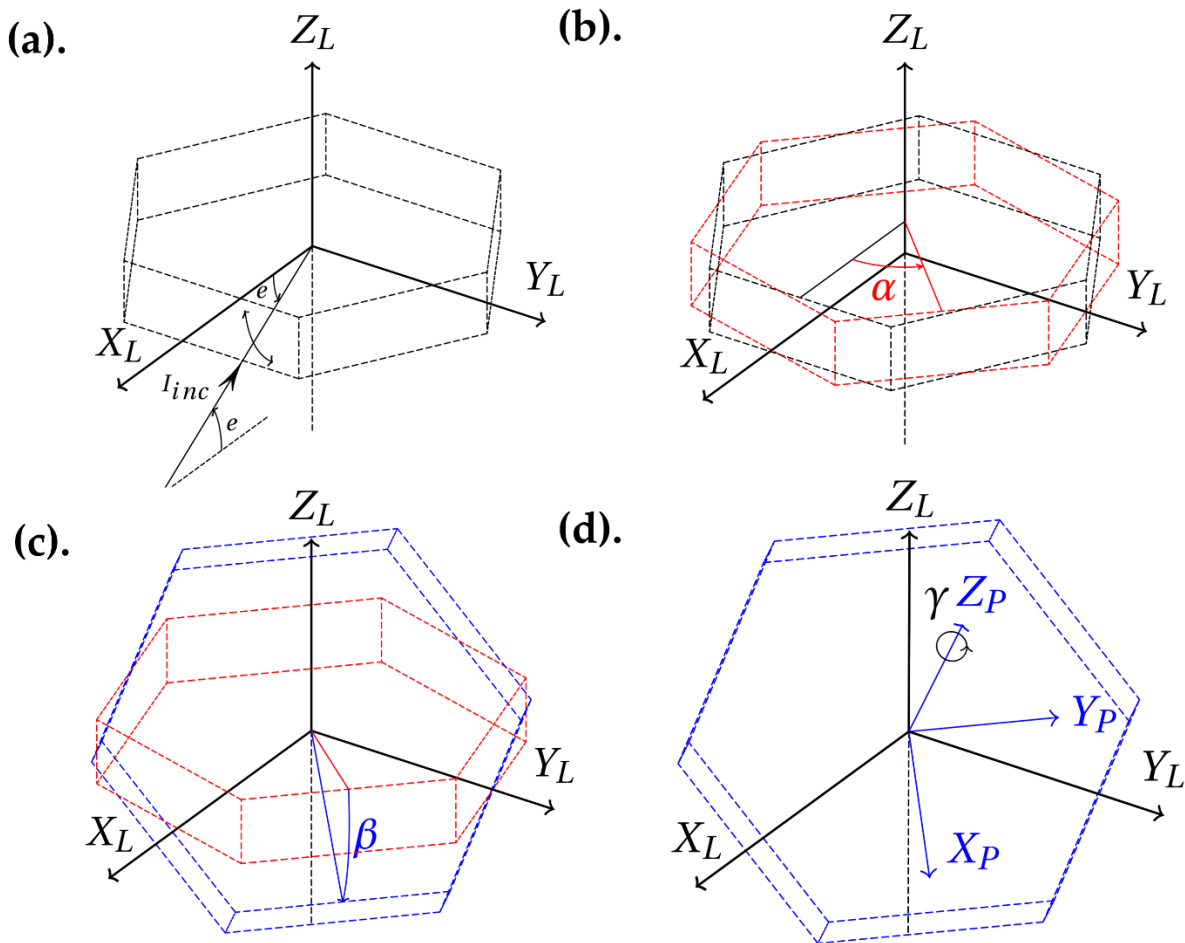 (a).
Z_L
e
X_L
Y_L
I_inc
e
(b).
Z_L
α
X_L
Y_L
(c).
Z_L
β
X_L
Y_L
(d).
Z_L
γ
Z_P
Y_P
X_P
X_L
Y_L